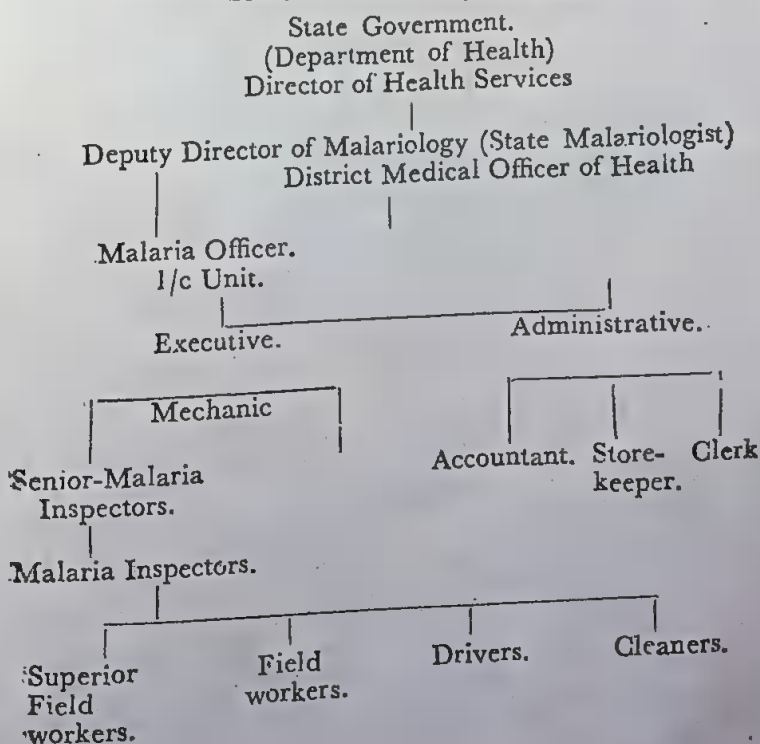 State Government.
(Department of Health)
Director of Health Services
Deputy Director of Malariology (State Malariologist)
District Medical Officer of Health
Malaria Officer.
1/c Unit.
Executive.
Administrative.
Mechanic
Accountant.
Store-
keeper.
Clerk
Senior-Malaria
Inspectors.
Malaria Inspectors.
Superior
Field
workers.
Field
workers.
Drivers.
Cleaners.